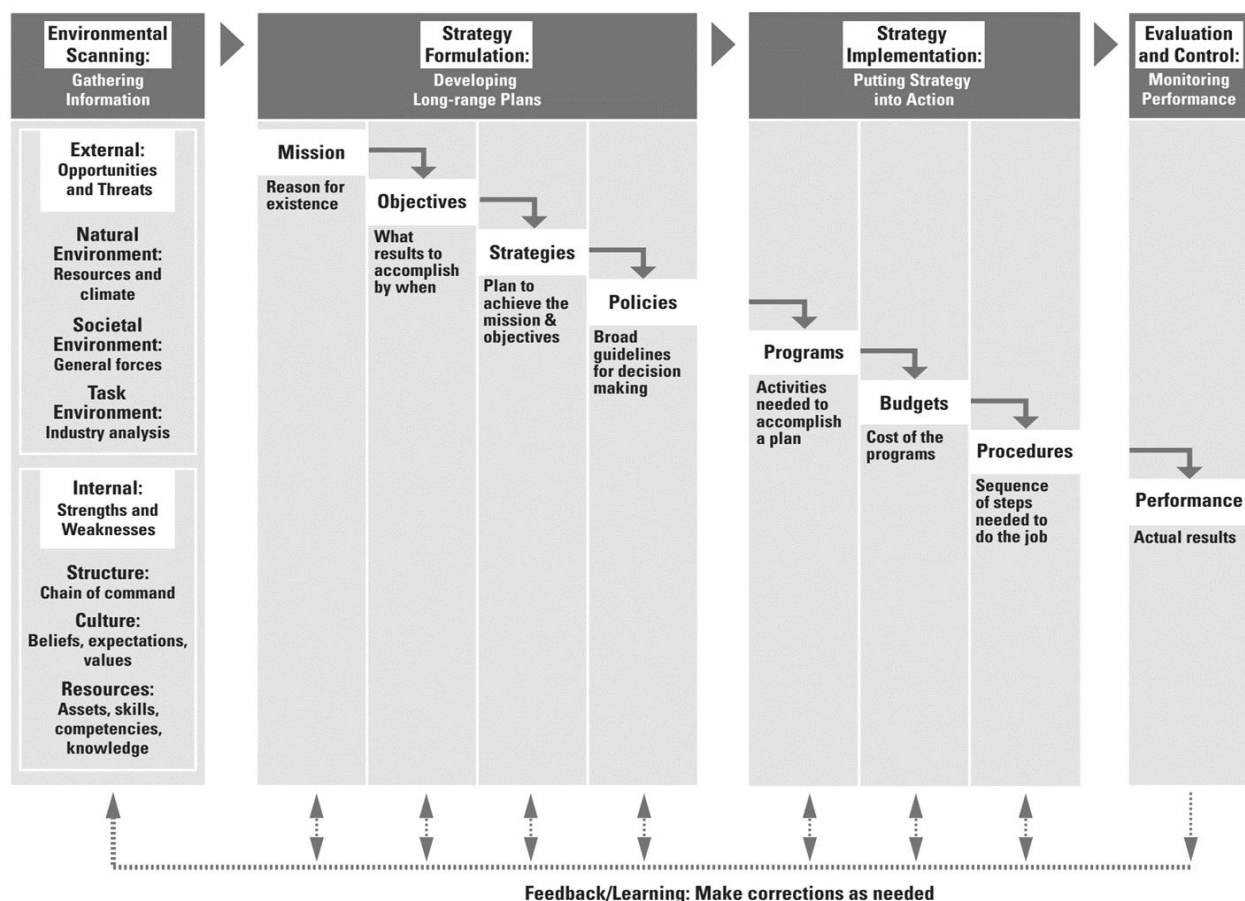 Environmental
Scanning:
Gathering
Information
Strategy
Formulation:
Developing
Long-range Plans
Strategy
Implementation:
Putting Strategy
into Action
Evaluation
and Control:
Monitoring
Performance
External:
Opportunities
and Threats
Natural
Environment:
Resources and
climate
Societal
Environment:
General forces
Task
Environment:
Industry analysis
Internal:
Strengths and
Weaknesses
Structure:
Chain of command
Culture:
Beliefs, expectations,
values
Resources:
Assets, skills,
competencies,
knowledge
Mission
Reason for
existence
Objectives
What
results to
accomplish
by when
Strategies
Plan to
achieve the
mission &
objectives
Policies
Broad
guidelines
for decision
making
Programs
Activities
needed to
accomplish
a plan
Budgets
Cost of the
programs
Procedures
Sequence
of steps
needed to
do the job
Performance
Actual results
Feedback/Learning: Make corrections as needed